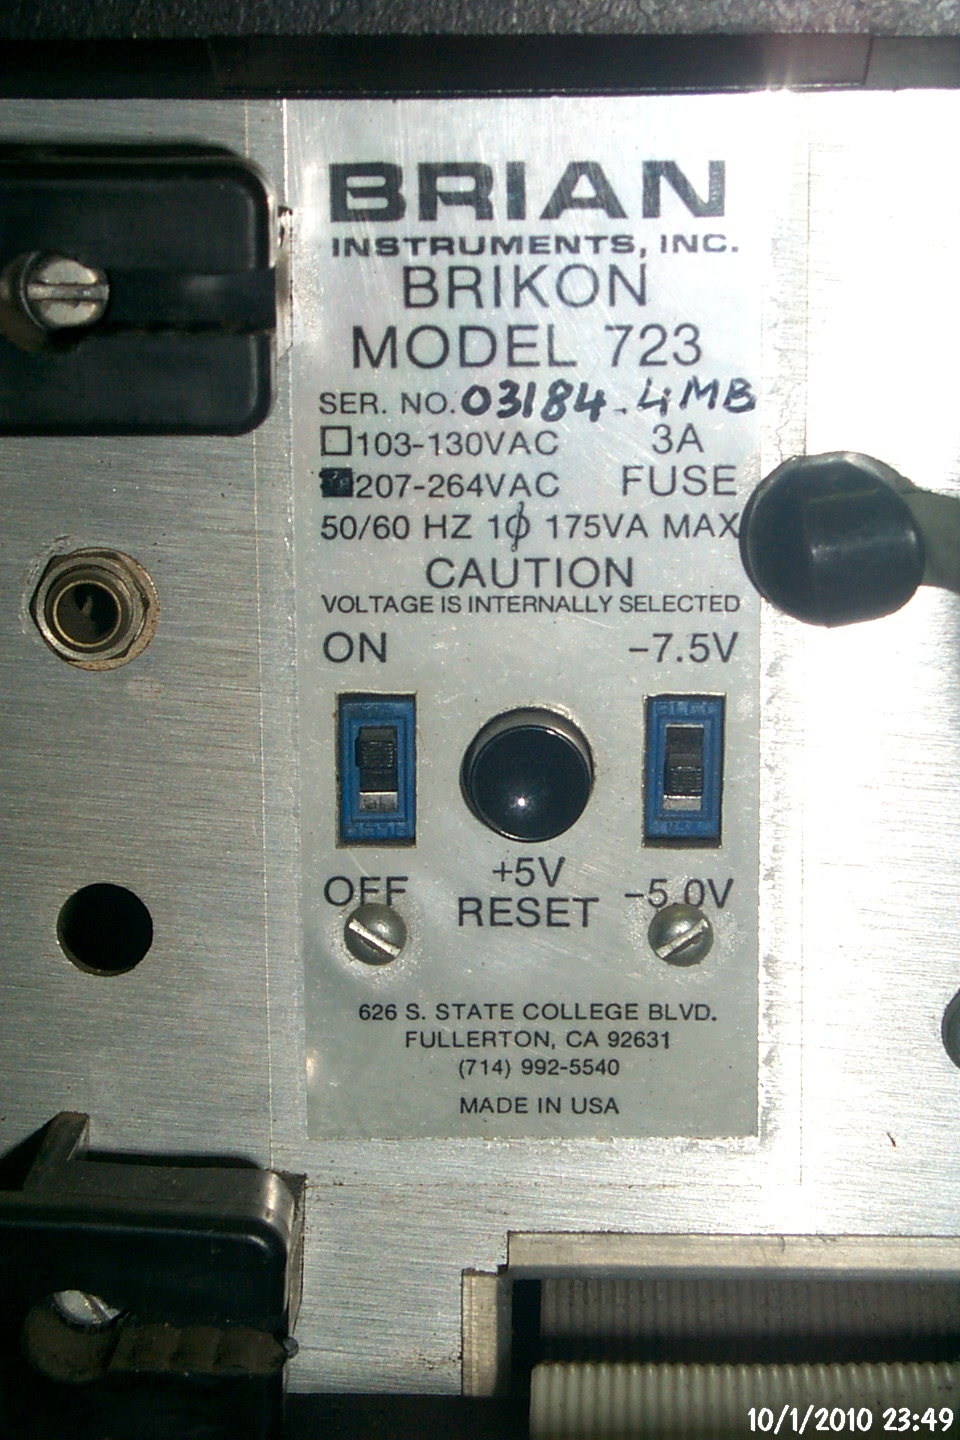 BRIAN
INSTRUMENTS, INC.
BRIKON
MODEL 723
SER. NO. 03184-4MB
103-130VAC 3A
207-264VAC FUSE
50/60 HZ 1ϕ 175VA MAX
CAUTION
VOLTAGE IS INTERNALLY SELECTED
ON -7.5V
+5V
OFF -5.0V
RESET
626 S. STATE COLLEGE BLVD.
FULLERTON, CA 92631
(714) 992-5540
MADE IN USA
10/1/2010 23:49